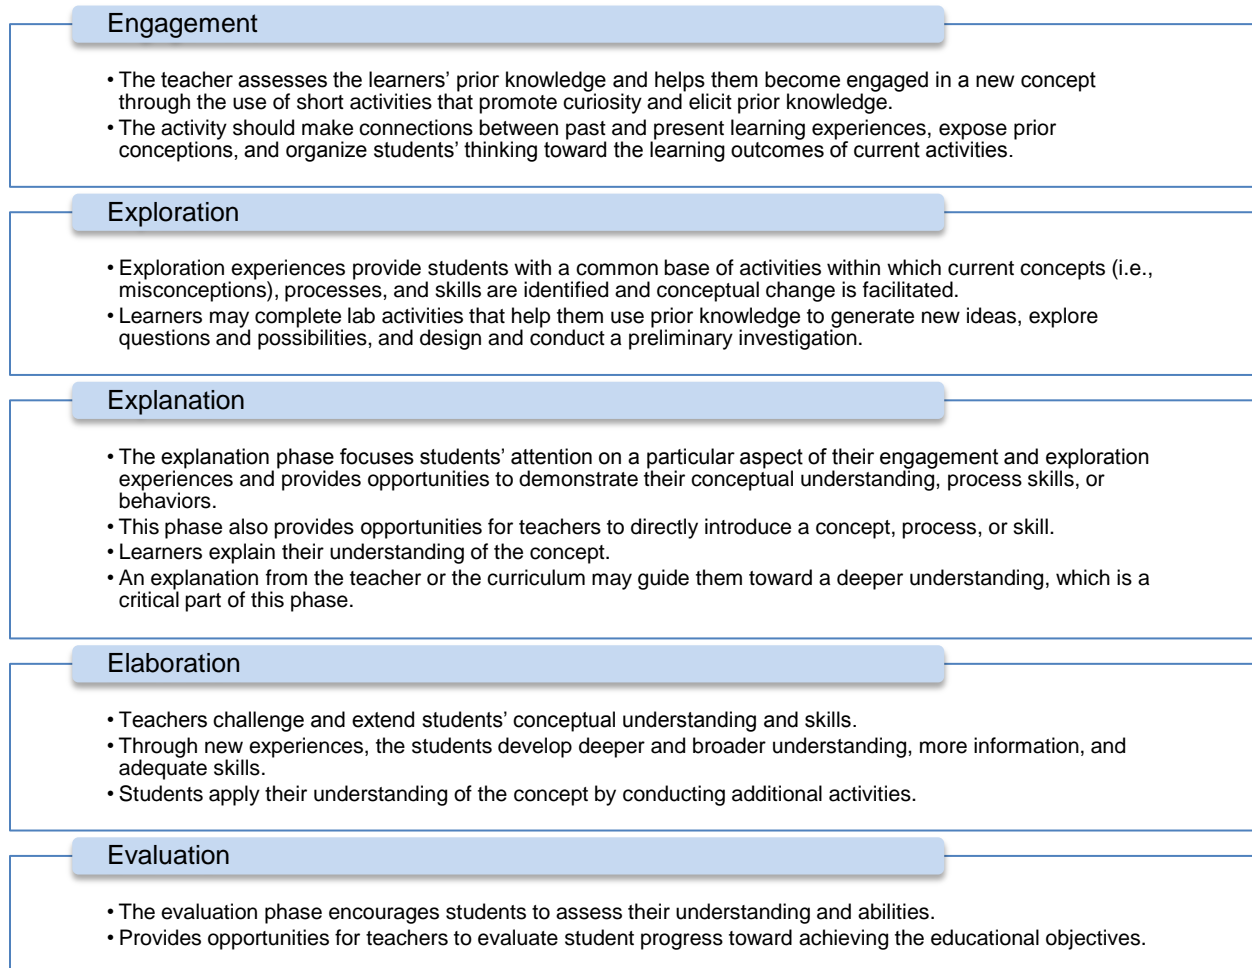 Engagement
• The teacher assesses the learners’ prior knowledge and helps them become engaged in a new concept
through the use of short activities that promote curiosity and elicit prior knowledge.
• The activity should make connections between past and present learning experiences, expose prior
conceptions, and organize students’ thinking toward the learning outcomes of current activities.
Exploration
• Exploration experiences provide students with a common base of activities within which current concepts (i.e.,
misconceptions), processes, and skills are identified and conceptual change is facilitated.
• Learners may complete lab activities that help them use prior knowledge to generate new ideas, explore
questions and possibilities, and design and conduct a preliminary investigation.
Explanation
• The explanation phase focuses students’ attention on a particular aspect of their engagement and exploration
experiences and provides opportunities to demonstrate their conceptual understanding, process skills, or
behaviors.
• This phase also provides opportunities for teachers to directly introduce a concept, process, or skill.
• Learners explain their understanding of the concept.
• An explanation from the teacher or the curriculum may guide them toward a deeper understanding, which is a
critical part of this phase.
Elaboration
• Teachers challenge and extend students’ conceptual understanding and skills.
• Through new experiences, the students develop deeper and broader understanding, more information, and
adequate skills.
• Students apply their understanding of the concept by conducting additional activities.
Evaluation
• The evaluation phase encourages students to assess their understanding and abilities.
• Provides opportunities for teachers to evaluate student progress toward achieving the educational objectives.